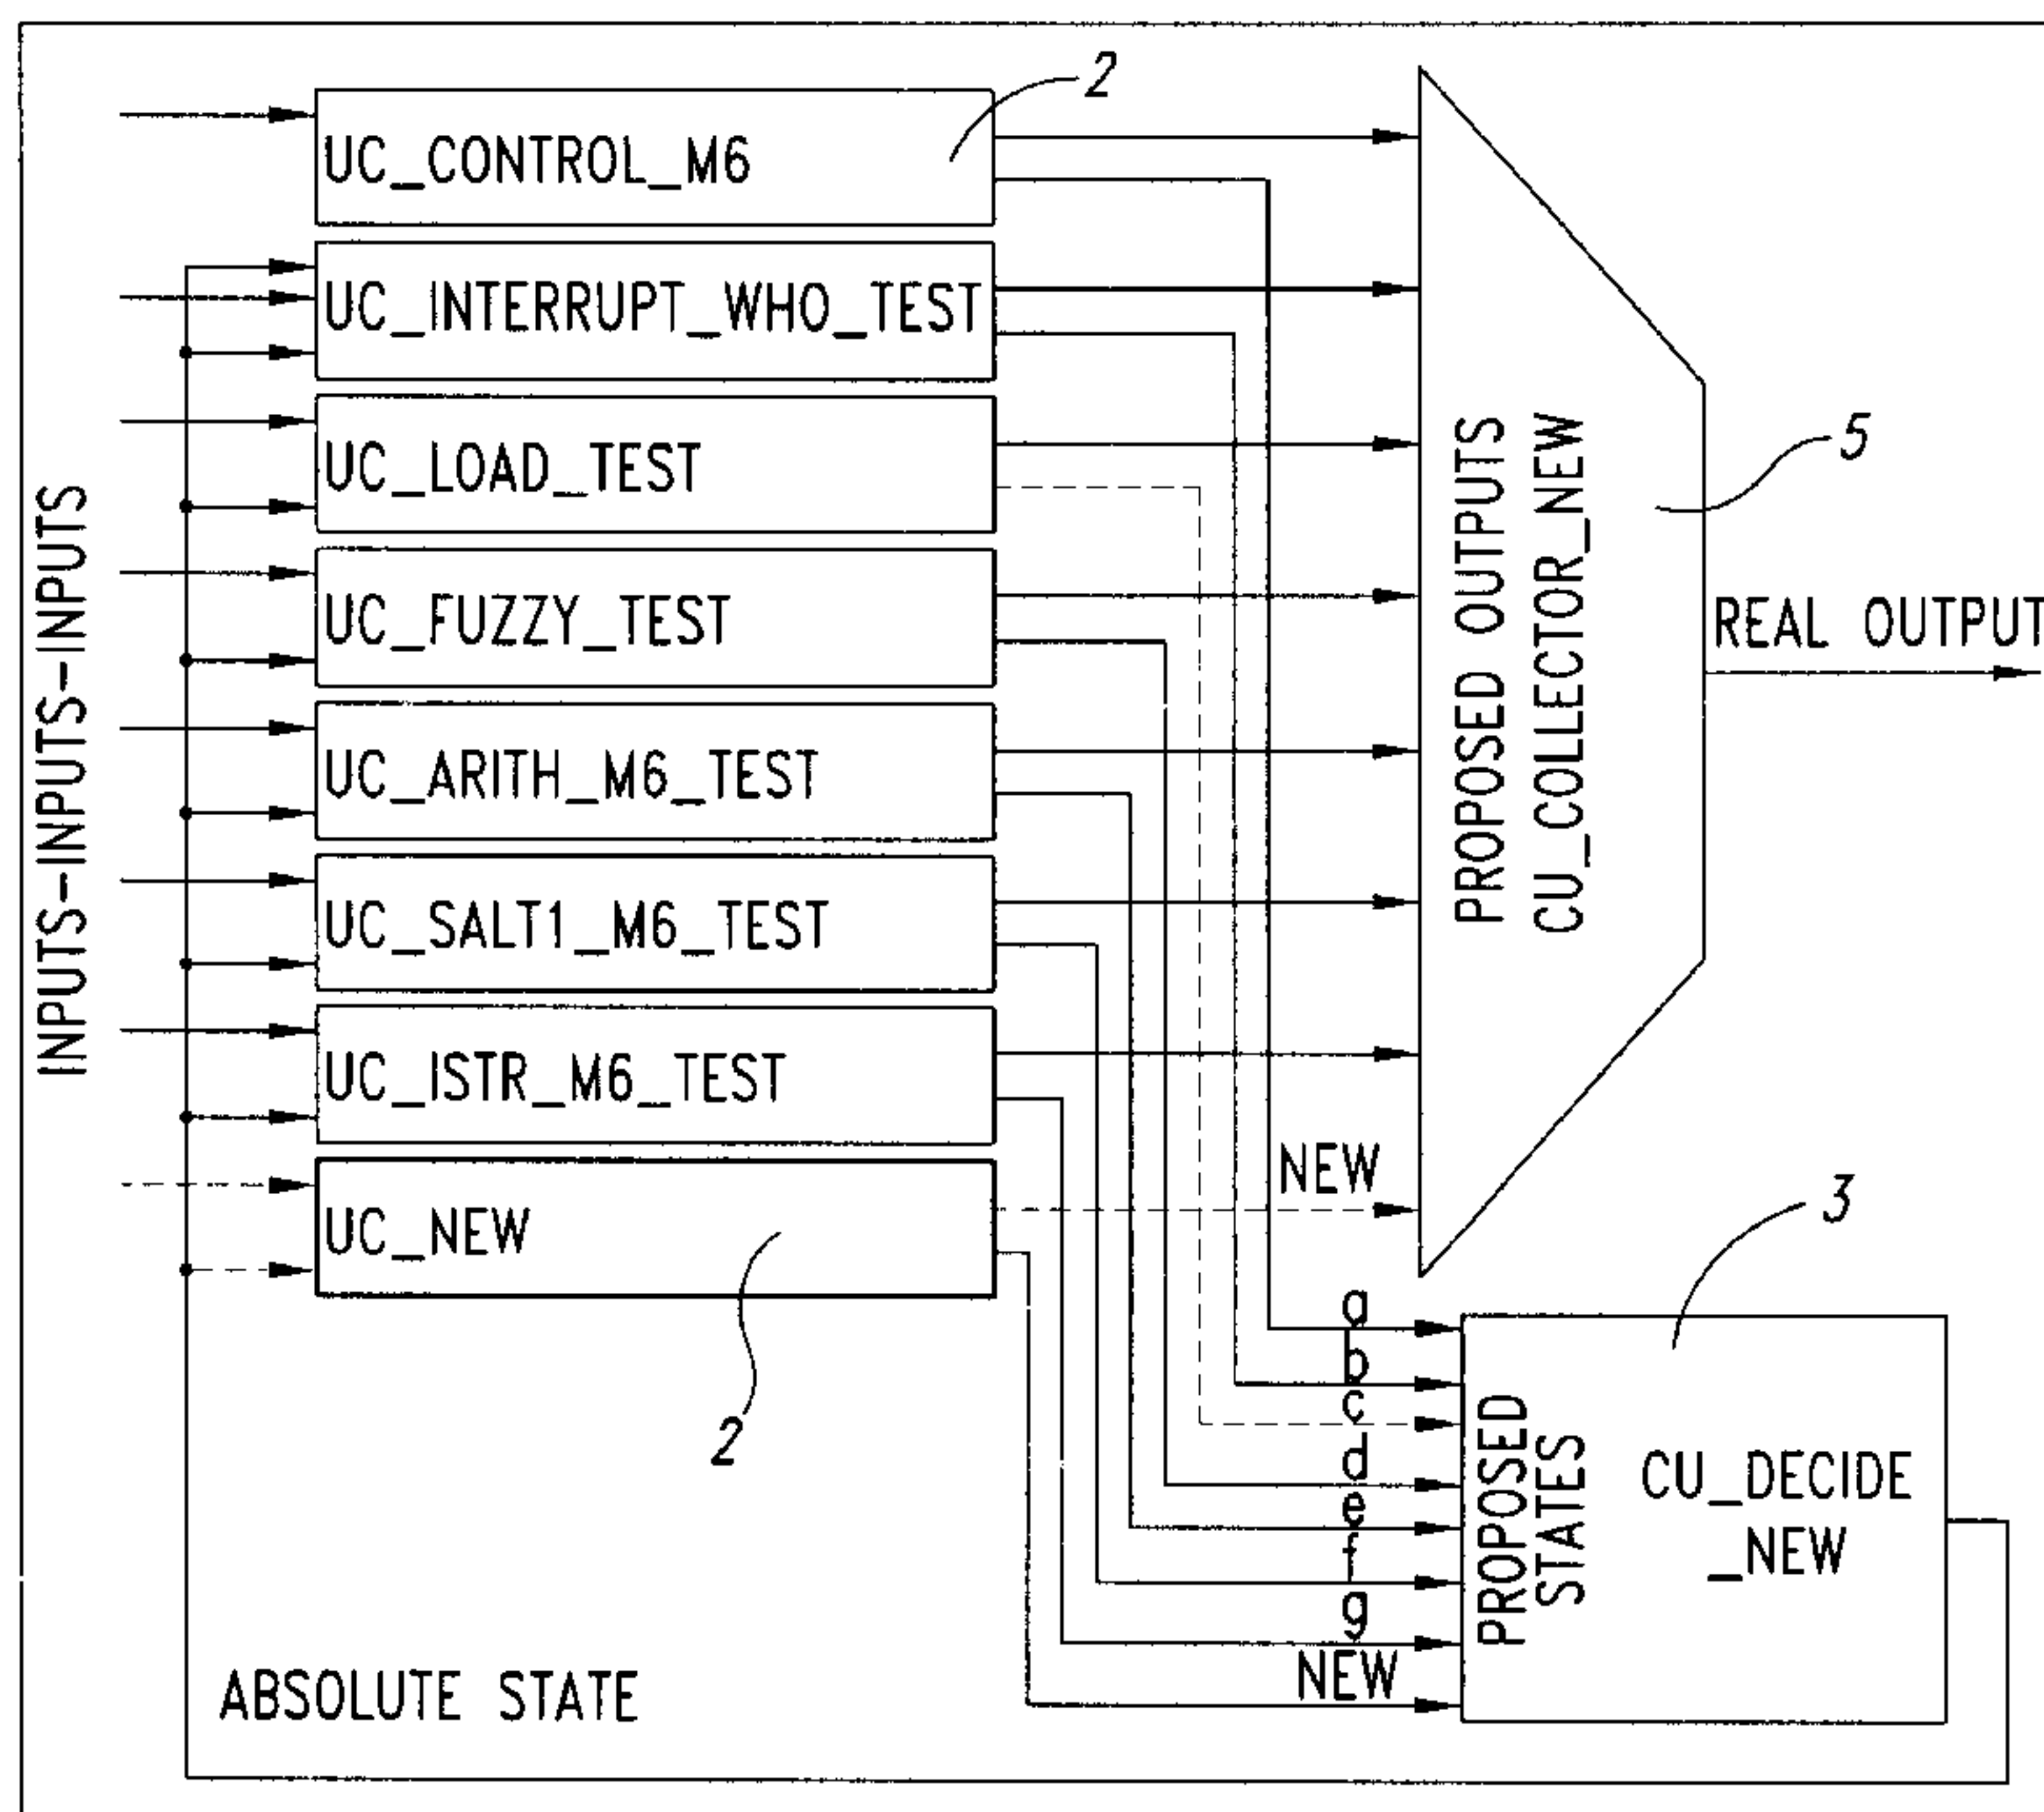 INPUTS-INPUTS-INPUTS
UC_CONTROL_M6
2
UC_INTERRUPT_WHO_TEST
UC_LOAD_TEST
UC_FUZZY_TEST
UC_ARITH_M6_TEST
UC_SALT1_M6_TEST
UC_ISTR_M6_TEST
UC_NEW
2
NEW
PROPOSED OUTPUTS
CU_COLLECTOR_NEW
5
REAL OUTPUT
3
a
b
c
d
e
f
g
NEW
PROPOSED
STATES
CU_DECIDE
_NEW
ABSOLUTE STATE